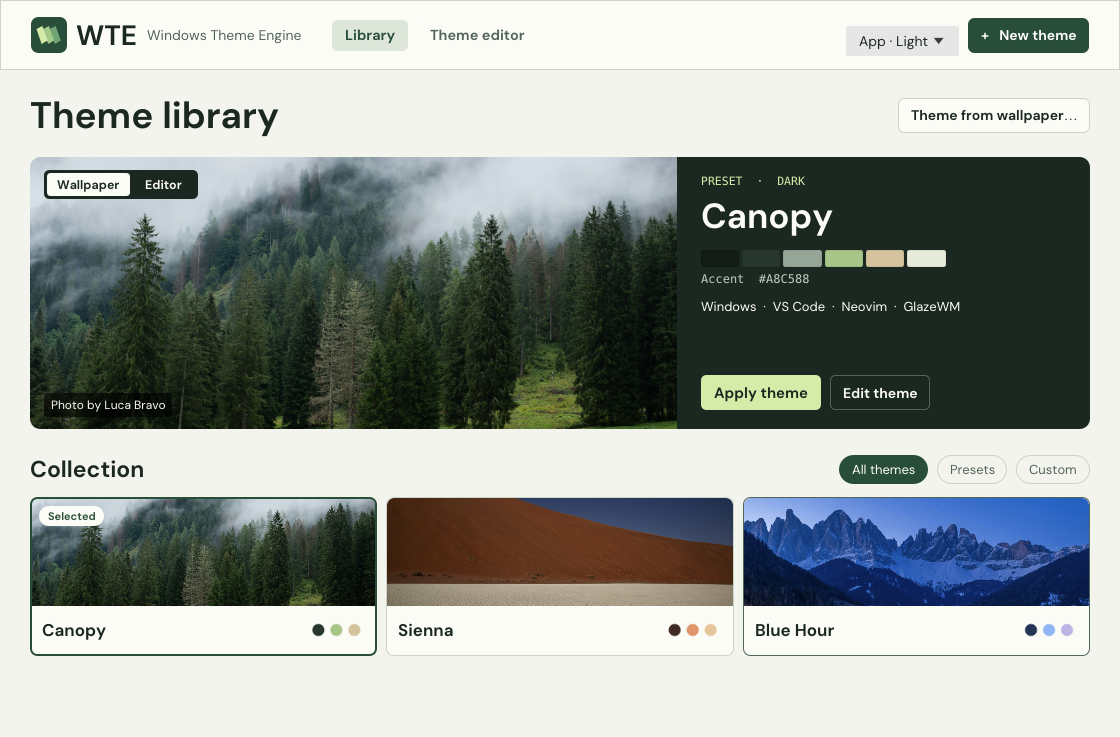 WTE Windows Theme Engine Library Theme editor App · Light ▼ + New theme
Theme library
Theme from wallpaper...
Wallpaper Editor
PRESET · DARK
Canopy
Accent #A8C588
Windows · VS Code · Neovim · GlazeWM
Photo by Luca Bravo
Apply theme Edit theme
Collection
All themes Presets Custom
Selected
Canopy
Sienna
Blue Hour